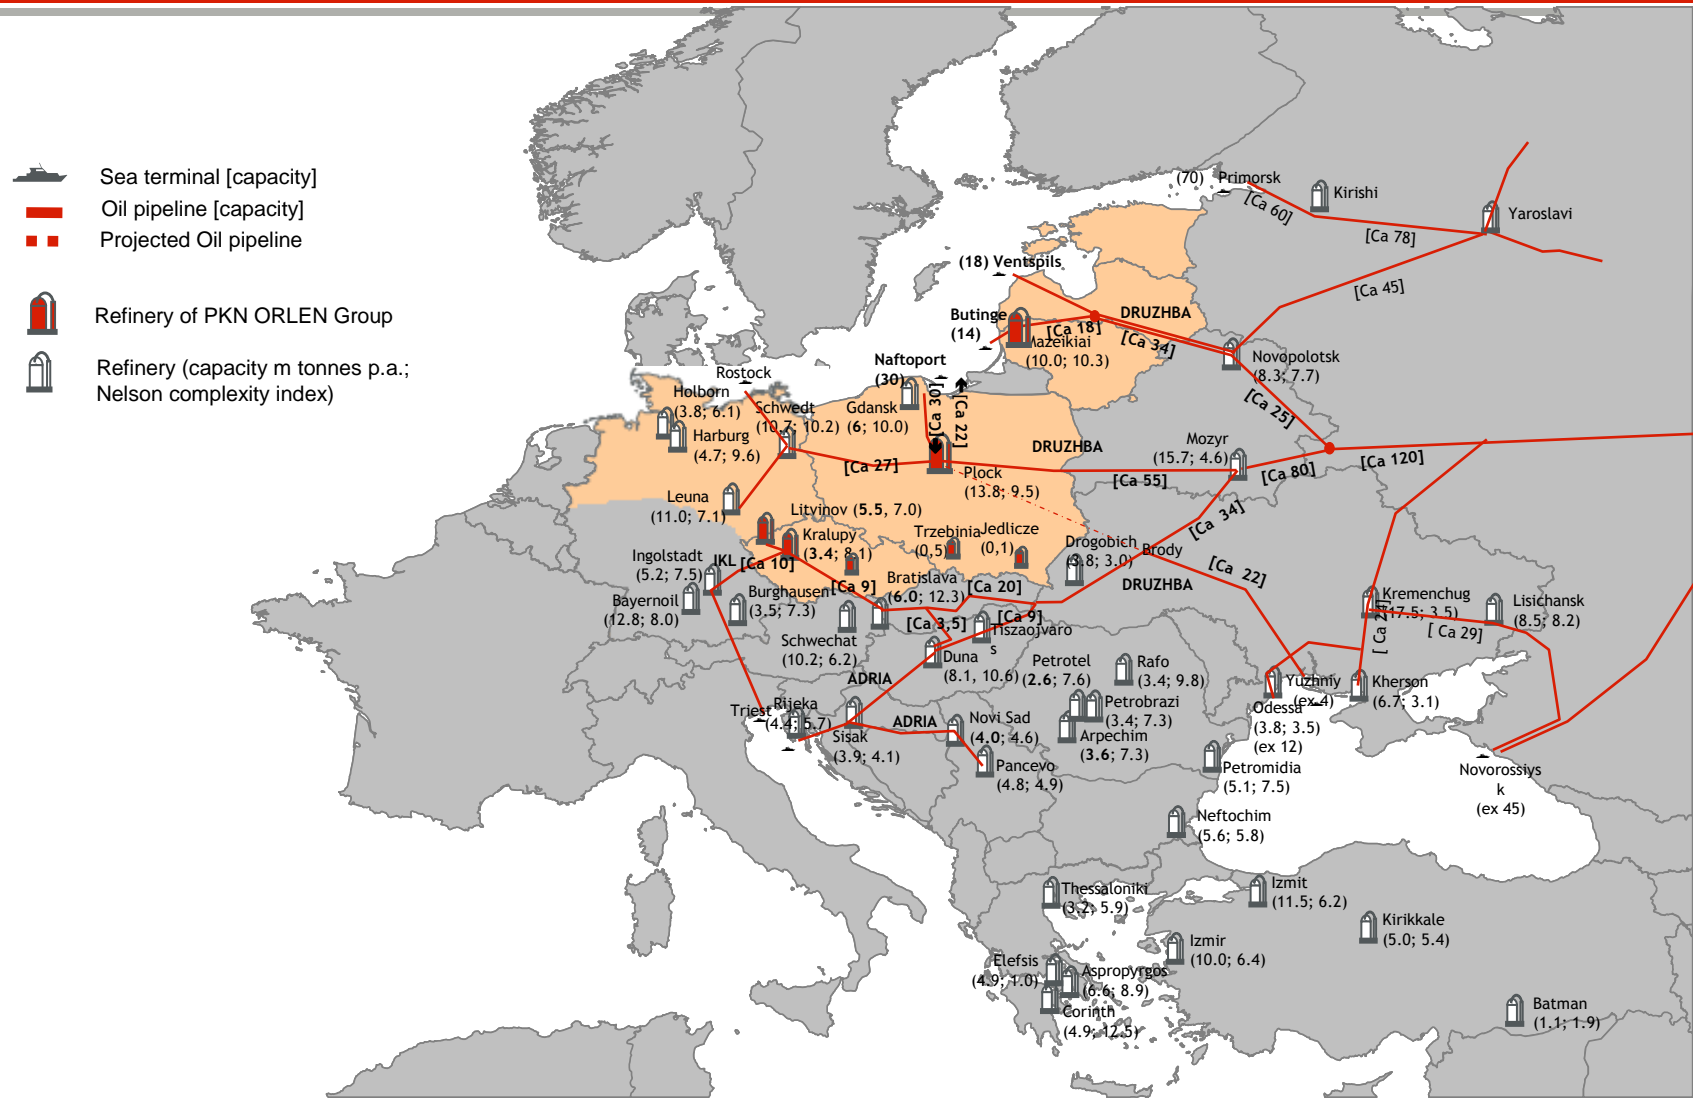 Sea terminal [capacity]
Oil pipeline [capacity]
Projected Oil pipeline
Refinery of PKN ORLEN Group
Refinery (capacity m tonnes p.a.;
Nelson complexity index)
(70) Primorsk
[Ca 60]
Kirishi
[Ca 78]
Yaroslavl
[Ca 45]
(18) Ventspils
DRUZHBA
Butinge
(14)
[Ca 18]
[Ca 34]
Mazeikiai
(10.0; 10.3)
Novopolotsk
(8.3; 7.7)
[Ca 25]
Naftoport
(30)
[Ca 30]
[Ca 22]
Rostock
Holborn
(3.8; 6.1)
Harburg
(4.7; 9.6)
Schwedt
(10.7; 10.2)
Gdansk
(6; 10.0)
DRUZHBA
Mozyr
(15.7; 4.6)
[Ca 80]
[Ca 120]
[Ca 27]
Plock
(13.8; 9.5)
[Ca 55]
Leuna
(11.0; 7.1)
Litvinov (5.5, 7.0)
[Ca 34]
Kralupy
(3.4; 8.1)
Trzebinia
(0,5)
Jedlicze
(0,1)
Drogobich
(3.8; 3.0)
Brody
Ingolstadt
(5.2; 7.5)
IKL
[Ca 10]
[Ca 22]
DRUZHBA
Bayernoil
(12.8; 8.0)
Burghausen
(3.5; 7.3)
[Ca 9]
Bratislava
(6.0; 12.3)
[Ca 20]
Kremenchug
(17.5; 3.5)
Lisichansk
(8.5; 8.2)
[Ca 24]
[ Ca 29]
Schwechat
(10.2; 6.2)
[Ca 3,5]
[Ca 9]
Tiszaojvaro
s
Duna
(8.1, 10.6)
ADRIA
Petrotel
(2.6; 7.6)
Rafo
(3.4; 9.8)
Yuzhniy
(ex 4)
Kherson
(6.7; 3.1)
Triest
Rijeka
(4.4; 5.7)
Sisak
(3.9; 4.1)
ADRIA
Novi Sad
(4.0; 4.6)
Petrobrazi
(3.4; 7.3)
Arpechim
(3.6; 7.3)
Odessa
(3.8; 3.5)
(ex 12)
Pancevo
(4.8; 4.9)
Petromidia
(5.1; 7.5)
Novorossiys
k
(ex 45)
Neftochim
(5.6; 5.8)
Thessaloniki
(3.2; 5.9)
Izmit
(11.5; 6.2)
Kirikkale
(5.0; 5.4)
Izmir
(10.0; 6.4)
Elefsis
(4.9; 1.0)
Aspropyrgos
(6.6; 8.9)
Corinth
(4.9; 12.5)
Batman
(1.1; 1.9)